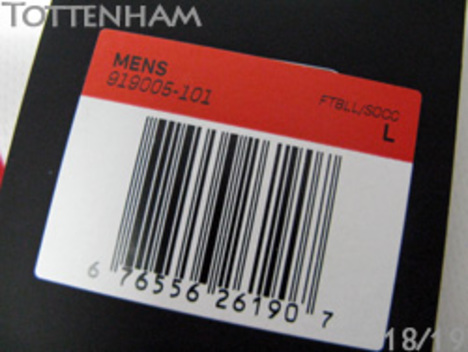 TOTTENHAM
MENS
919005-101
FTBLL/SOCC
L
6 76556 26190 7
18/19